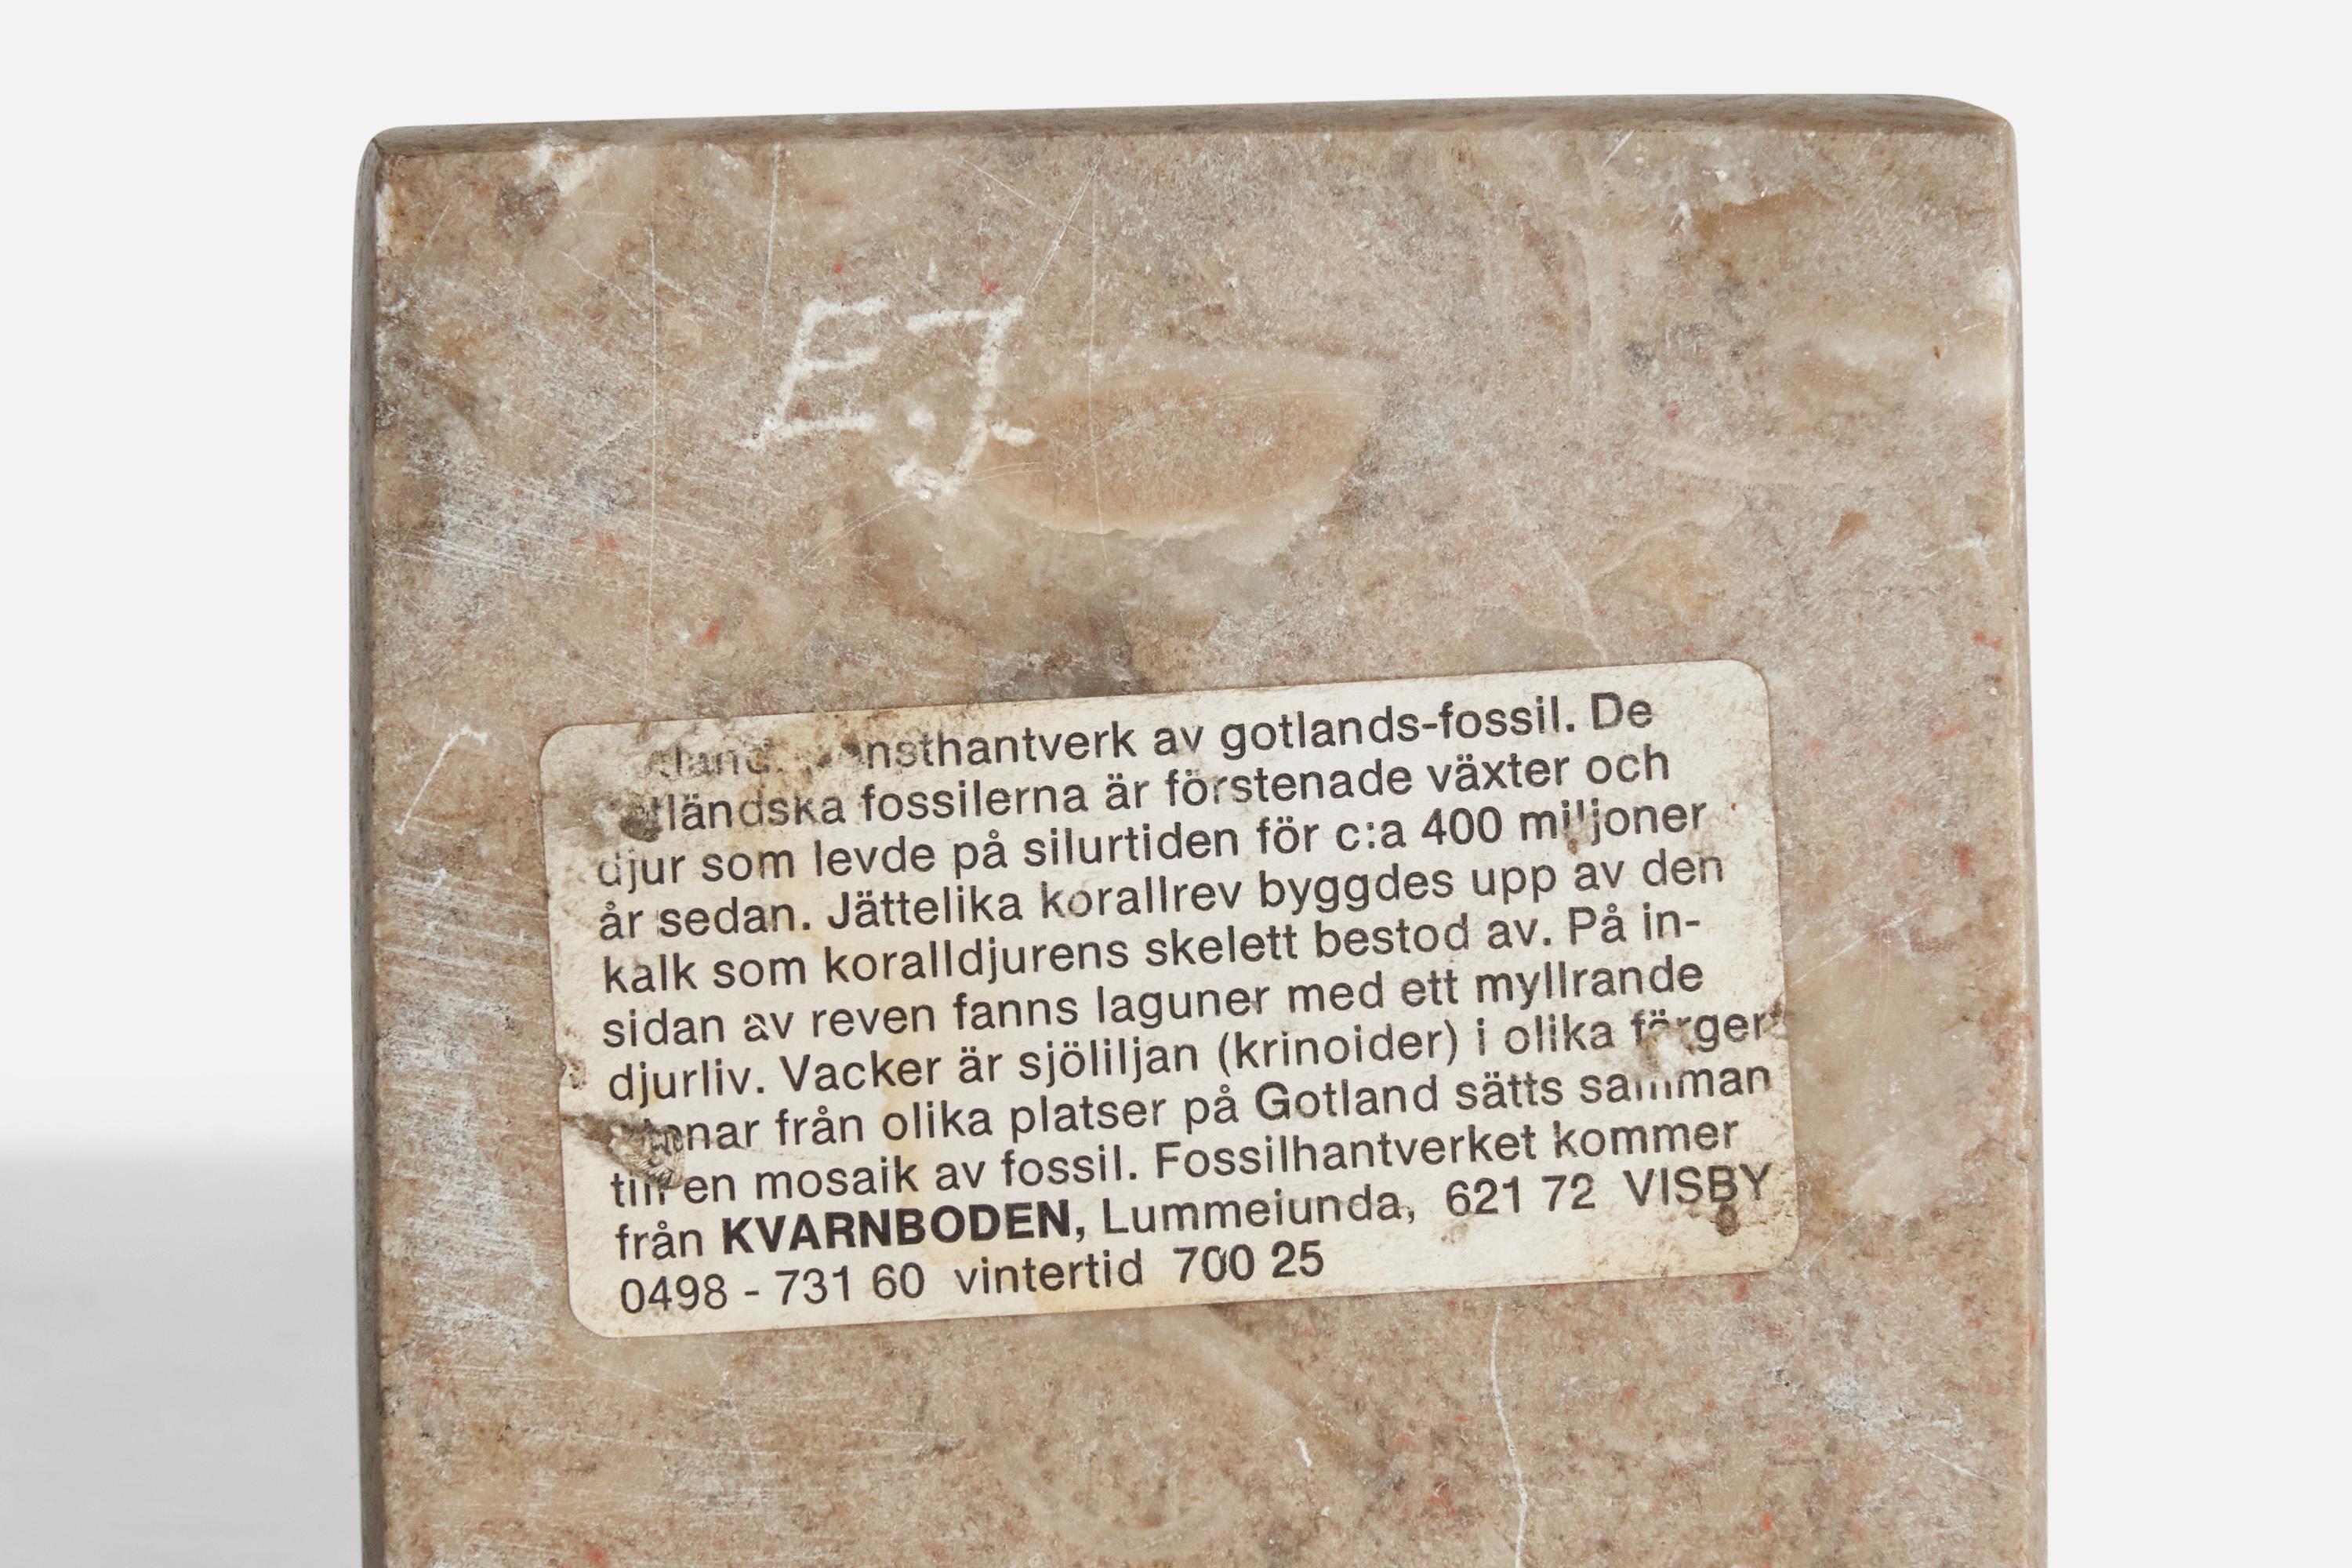 E.J.
av gotlands-fossil. De
fossilerna är förstenade växter och
djur som levde på silurtiden för c:a 400 miljoner
år sedan. Jättelika korallrev byggdes upp av den
kalk som koralldjurens skelett bestod av. På in-
sidan av reven fanns laguner med ett myllrande
djurliv. Vacker är sjöliljan (krinoider) i olika färger
från olika platser på Gotland sätts samman
till en mosaik av fossil. Fossilhantverket kommer
från KVARNBODEN, Lummelunda, 621 72 VISBY
0498 - 731 60 vintertid 700 25